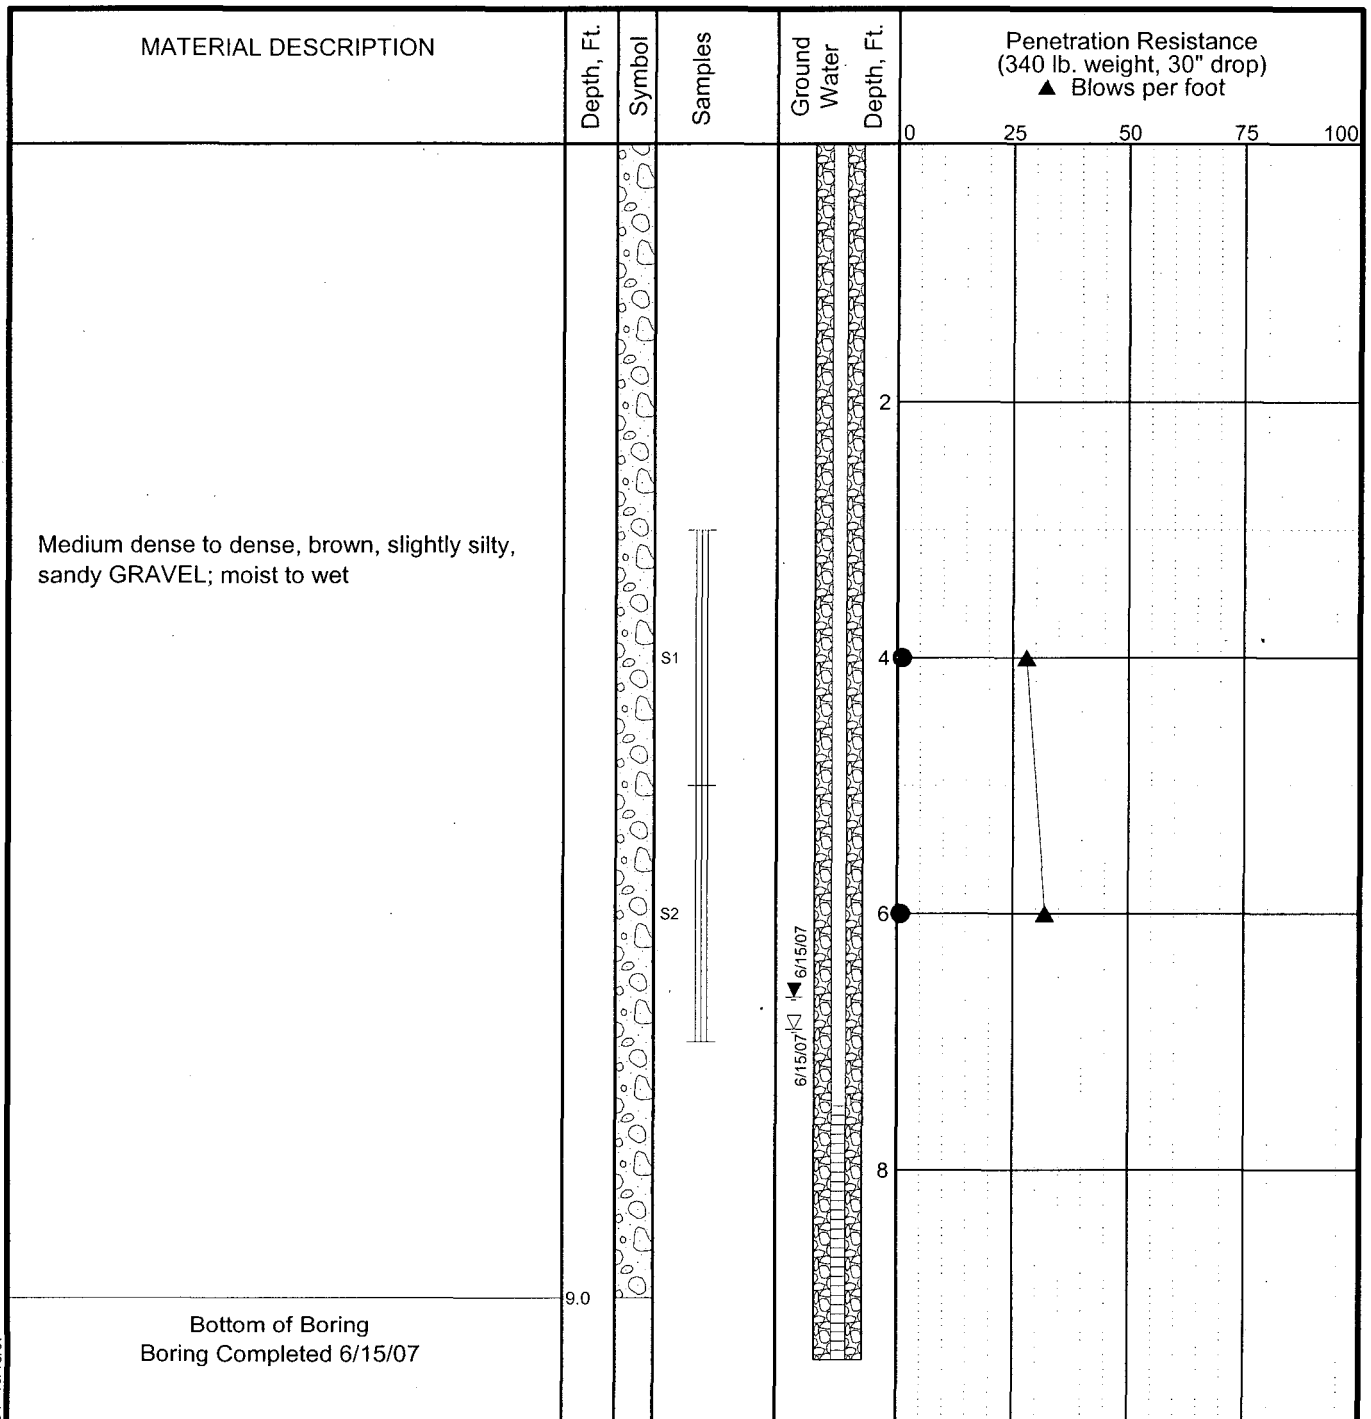 MATERIAL DESCRIPTION
Depth, Ft.
Symbol
Samples
Ground
Water
Depth, Ft.
Penetration Resistance
(340 lb. weight, 30" drop)
▲ Blows per foot
0 25 50 75 100
2
Medium dense to dense, brown, slightly silty,
sandy GRAVEL; moist to wet
S1
4
S2
6
6/15/07
6/15/07
8
9.0
Bottom of Boring
Boring Completed 6/15/07